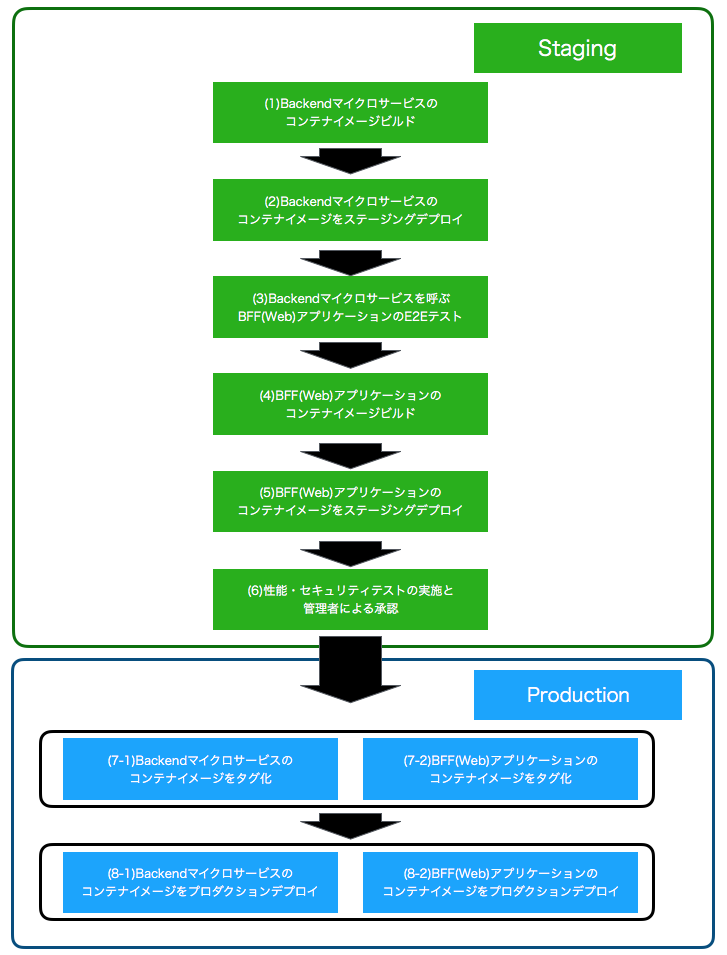 Staging
(1)Backendマイクロサービスの
コンテナイメージビルド
(2)Backendマイクロサービスの
コンテナイメージをステージングデプロイ
(3)Backendマイクロサービスを呼ぶ
BFF(Web)アプリケーションのE2Eテスト
(4)BFF(Web)アプリケーションの
コンテナイメージビルド
(5)BFF(Web)アプリケーションの
コンテナイメージをステージングデプロイ
(6)性能・セキュリティテストの実施と
管理者による承認
Production
(7-1)Backendマイクロサービスの
コンテナイメージをタグ化
(7-2)BFF(Web)アプリケーションの
コンテナイメージをタグ化
(8-1)Backendマイクロサービスの
コンテナイメージをプロダクションデプロイ
(8-2)BFF(Web)アプリケーションの
コンテナイメージをプロダクションデプロイ